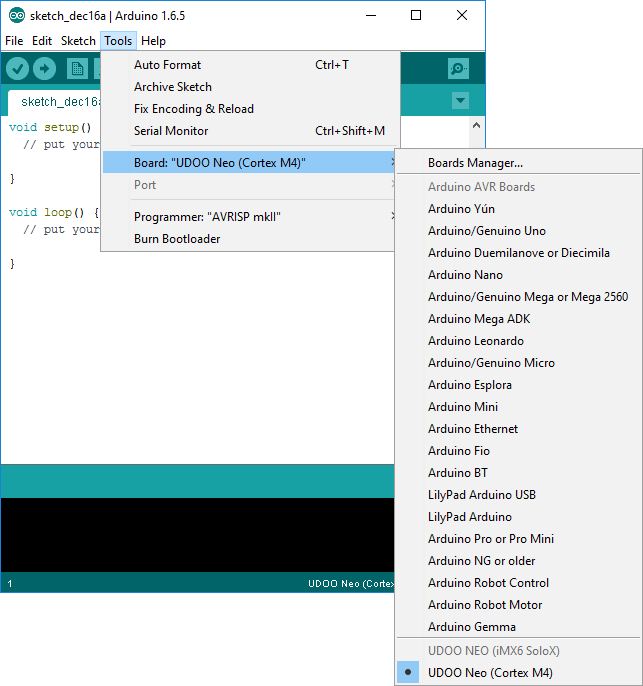 sketch_dec16a | Arduino 1.6.5
File Edit Sketch Tools Help
sketch_dec16a
void setup()
// put your
}
void loop() {
// put your
}
Auto Format Ctrl+T
Archive Sketch
Fix Encoding & Reload
Serial Monitor Ctrl+Shift+M
Board: "UDOO Neo (Cortex M4)"
Port
Programmer: "AVRISP mkII"
Burn Bootloader
Boards Manager...
Arduino AVR Boards
Arduino Yún
Arduino/Genuino Uno
Arduino Duemilanove or Diecimila
Arduino Nano
Arduino/Genuino Mega or Mega 2560
Arduino Mega ADK
Arduino Leonardo
Arduino/Genuino Micro
Arduino Esplora
Arduino Mini
Arduino Ethernet
Arduino Fio
Arduino BT
LilyPad Arduino USB
LilyPad Arduino
Arduino Pro or Pro Mini
Arduino NG or older
Arduino Robot Control
Arduino Robot Motor
Arduino Gemma
UDOO NEO (iMX6 SoloX)
UDOO Neo (Cortex M4)
1 UDOO Neo (Cortex